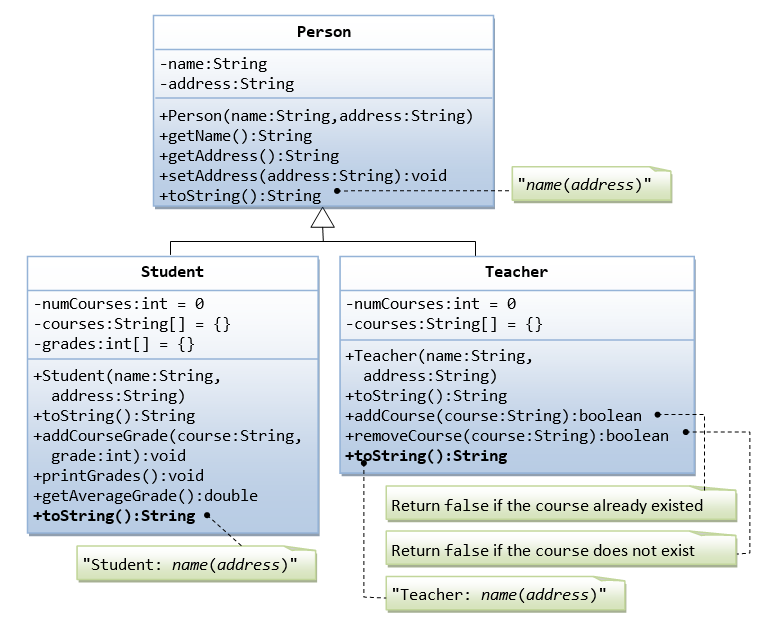 Person
-name:String
-address:String
+Person(name:String,address:String)
+getName():String
+getAddress():String
+setAddress(address:String):void
+toString():String
"name(address)"
Student
-numCourses:int = 0
-courses:String[] = {}
-grades:int[] = {}
+Student(name:String,
address:String)
+toString():String
+addCourseGrade(course:String,
grade:int):void
+printGrades():void
+getAverageGrade():double
+toString():String
"Student: name(address)"
Teacher
-numCourses:int = 0
-courses:String[] = {}
+Teacher(name:String,
address:String)
+toString():String
+addCourse(course:String):boolean
+removeCourse(course:String):boolean
+toString():String
Return false if the course already existed
Return false if the course does not exist
"Teacher: name(address)"